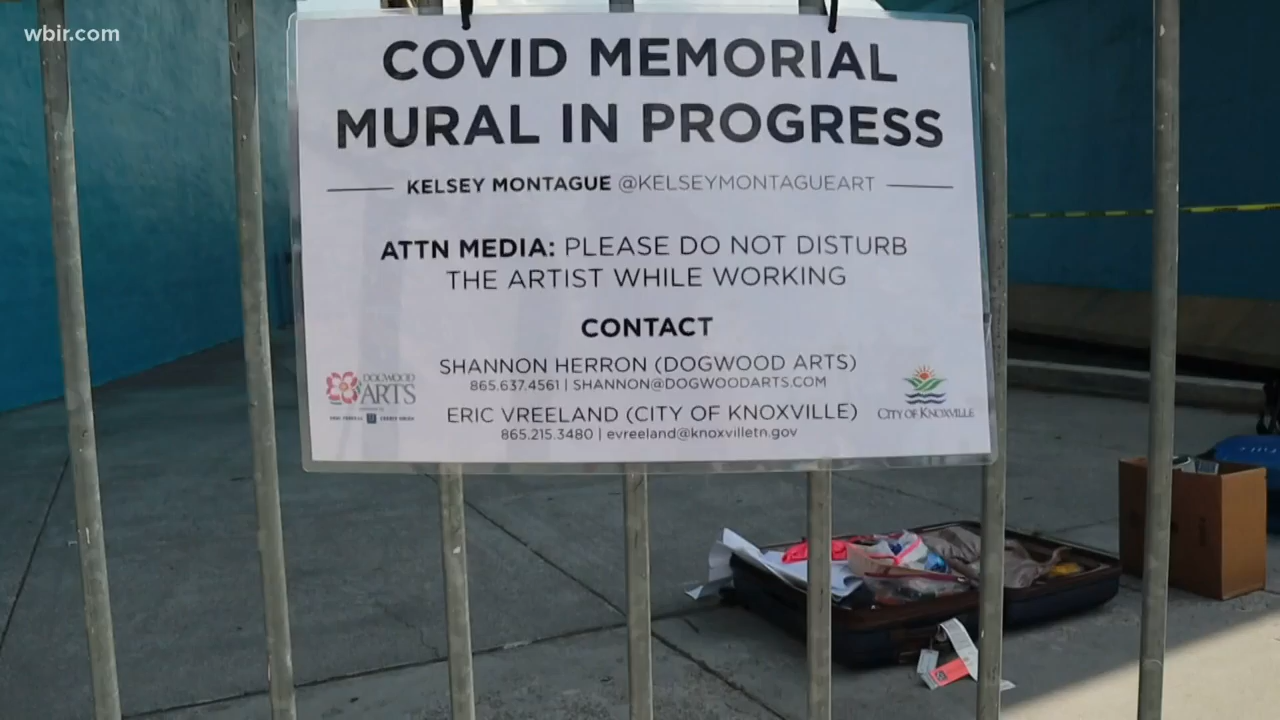 wbir.com
COVID MEMORIAL
MURAL IN PROGRESS
KELSEY MONTAGUE @KELSEYMONTAGUEART
ATTN MEDIA: PLEASE DO NOT DISTURB
THE ARTIST WHILE WORKING
CONTACT
SHANNON HERRON (DOGWOOD ARTS)
865.637.4561 | SHANNON@DOGWOODARTS.COM
ERIC VREELAND (CITY OF KNOXVILLE)
865.215.3480 | evreeland@knoxvilletn.gov
DOGWOOD
ARTS
CITY OF KNOXVILLE